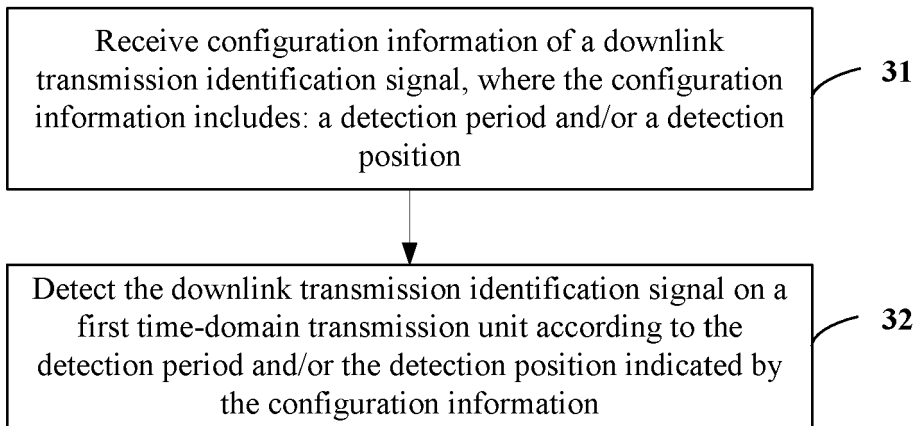 Receive configuration information of a downlink
transmission identification signal, where the configuration
information includes: a detection period and/or a detection
position
31
Detect the downlink transmission identification signal on a
first time-domain transmission unit according to the
detection period and/or the detection position indicated by
the configuration information
32